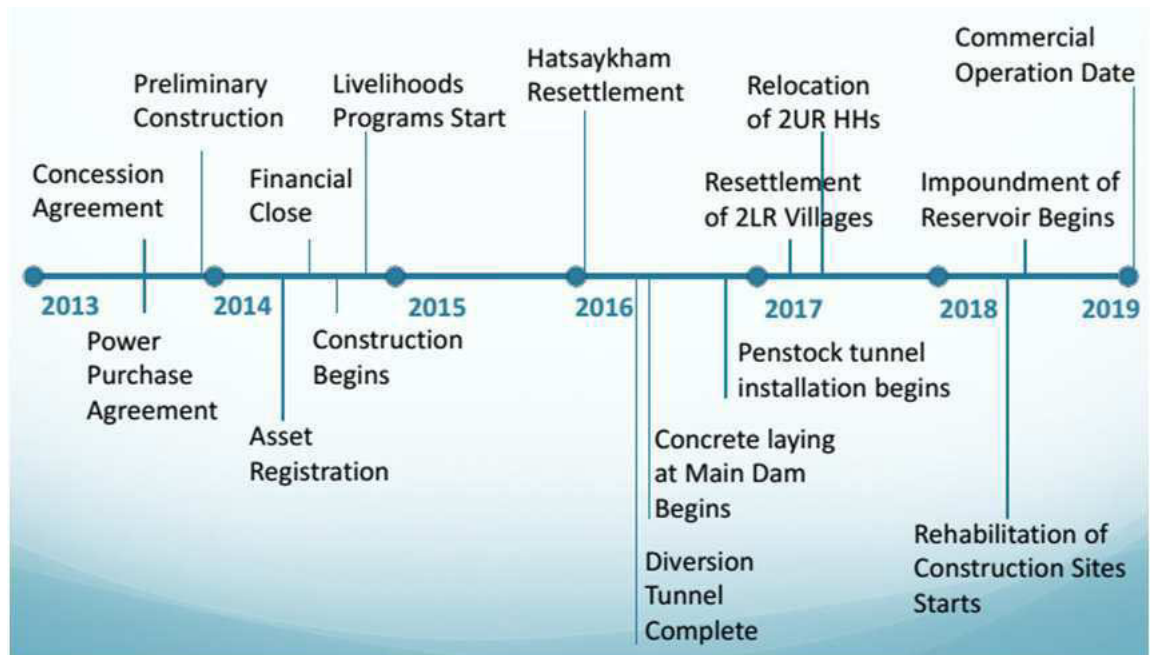 Commercial
Operation Date
Hatsaykham
Resettlement
Preliminary
Construction
Livelihoods
Programs Start
Relocation
of 2UR HHs
Concession
Agreement
Financial
Close
Resettlement
of 2LR Villages
Impoundment of
Reservoir Begins
2013
2014
2015
2016
2017
2018
2019
Power
Purchase
Agreement
Construction
Begins
Penstock tunnel
installation begins
Asset
Registration
Concrete laying
at Main Dam
Begins
Rehabilitation of
Construction Sites
Starts
Diversion
Tunnel
Complete